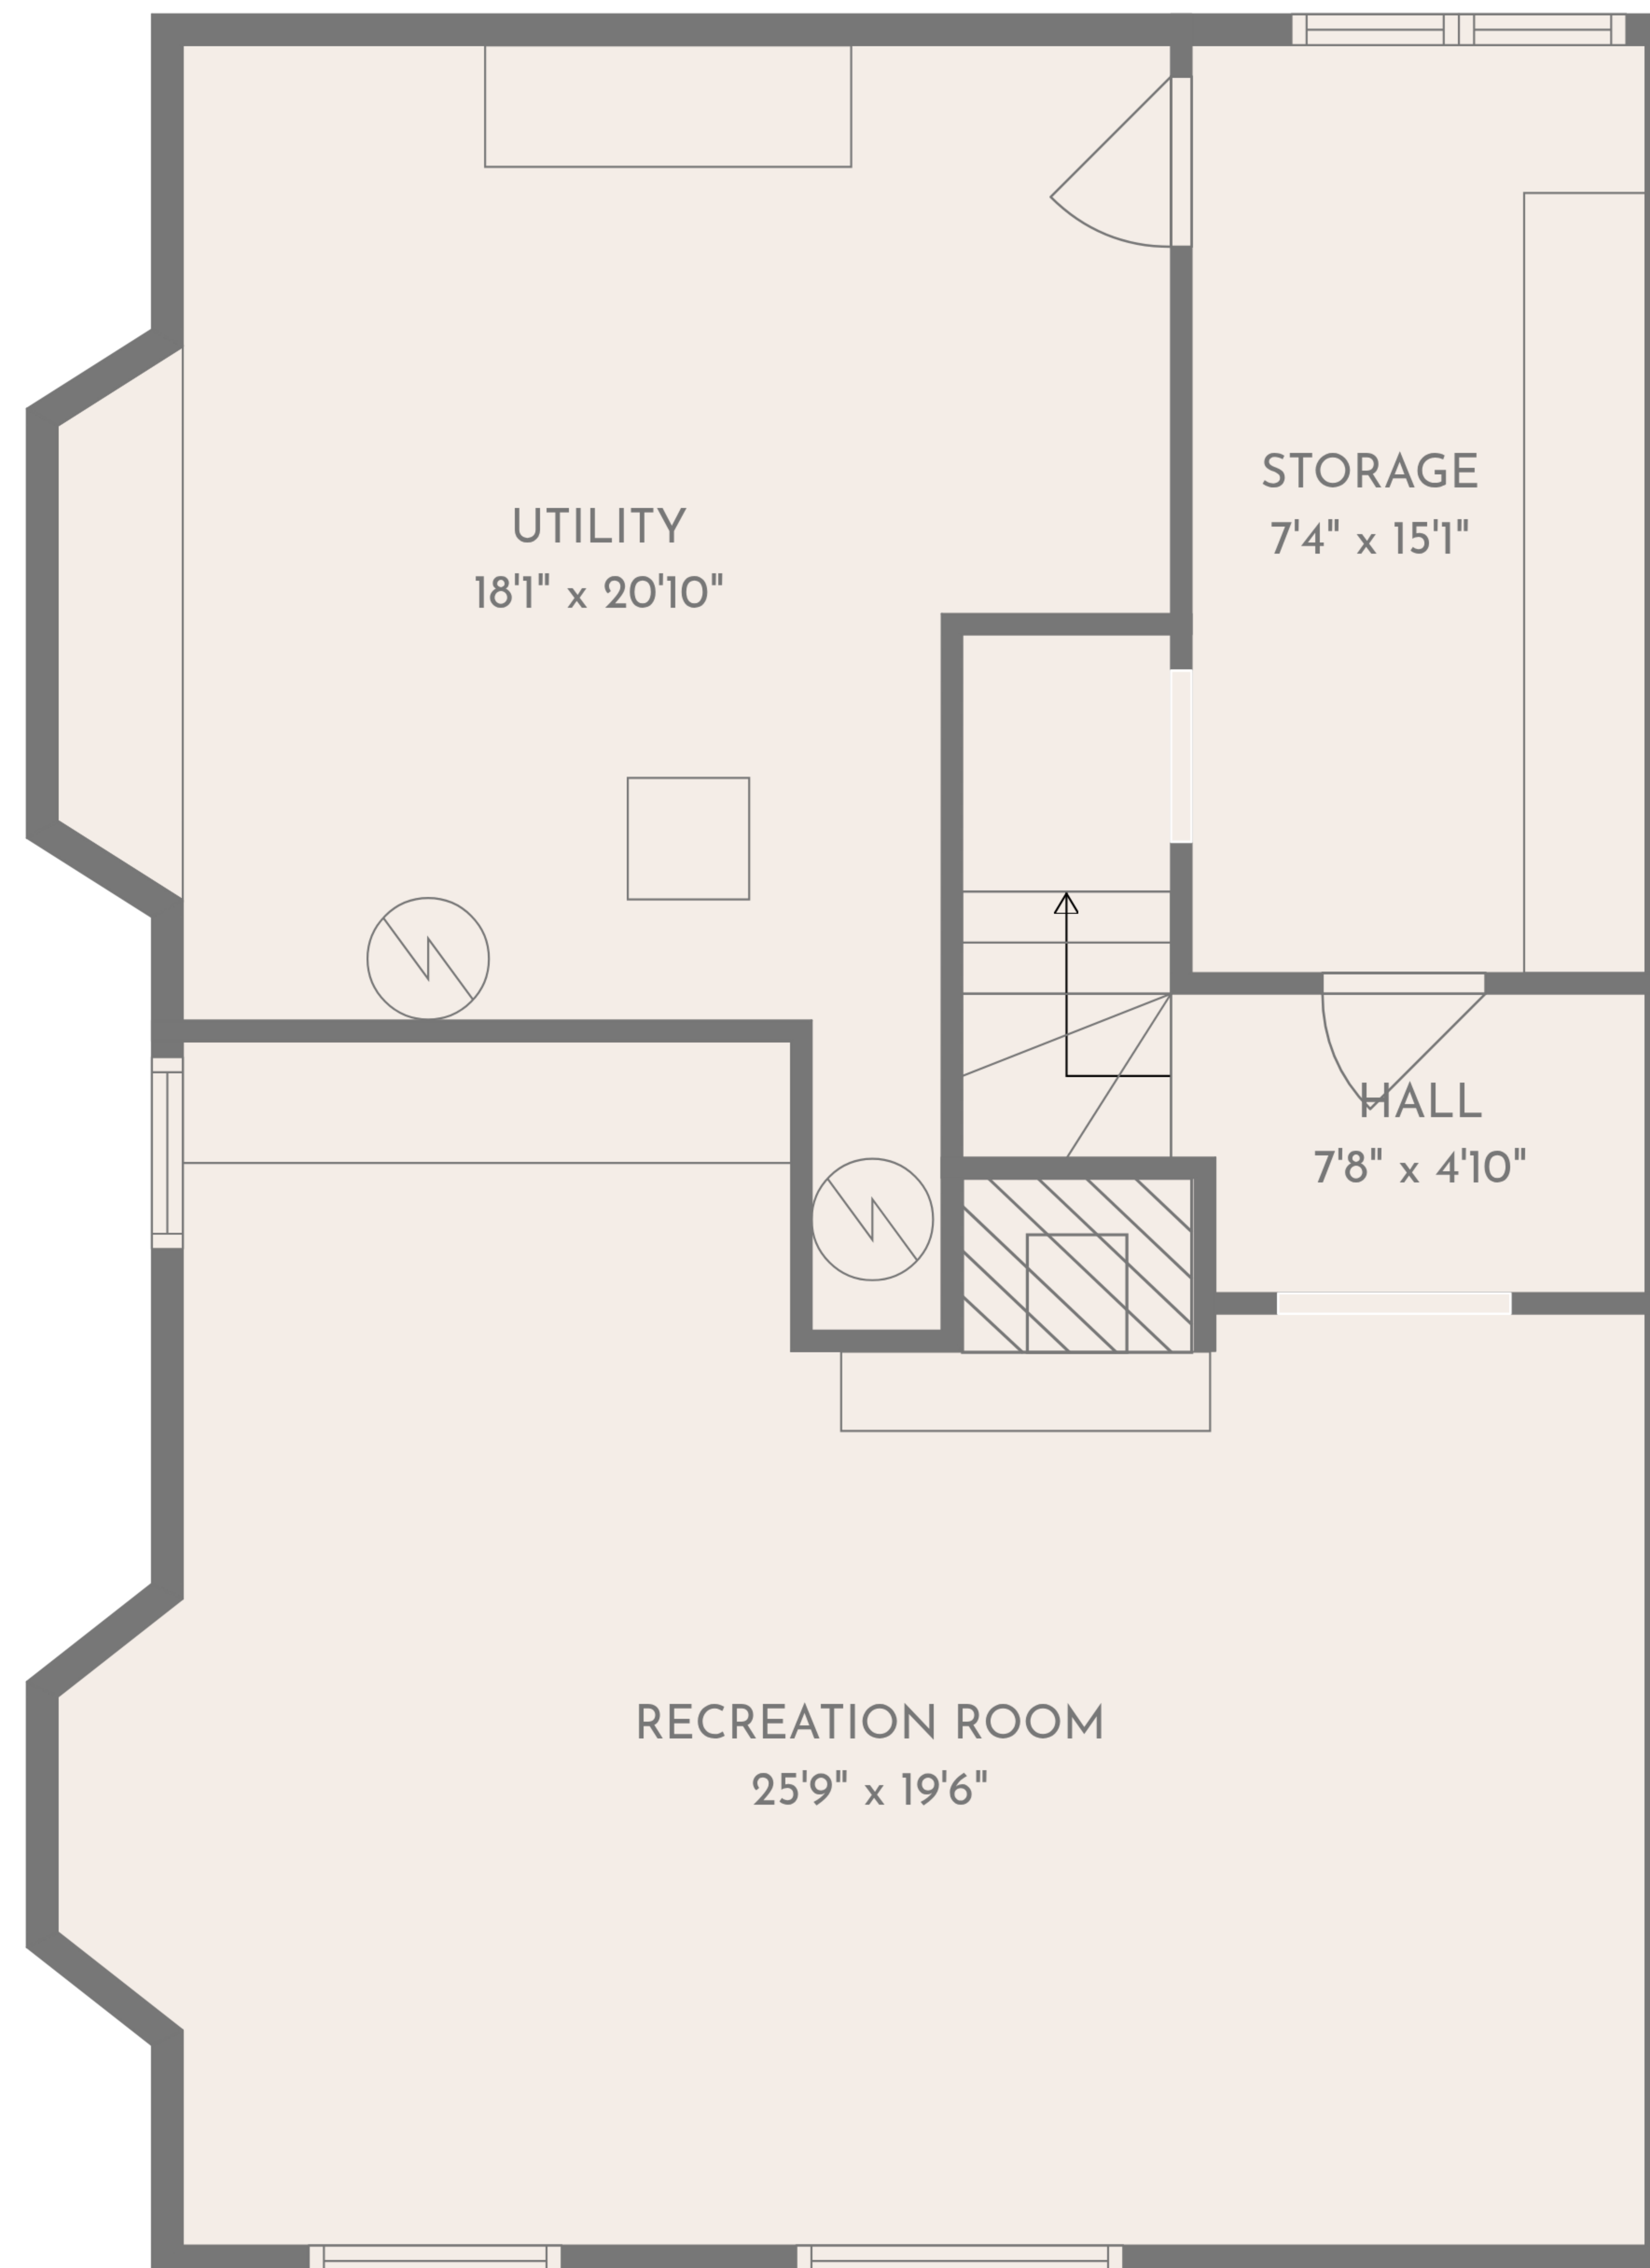 STORAGE
7'4" x 15'1"
UTILITY
18'1" x 20'10"
HALL
7'8" x 4'10"
RECREATION ROOM
25'9" x 19'6"